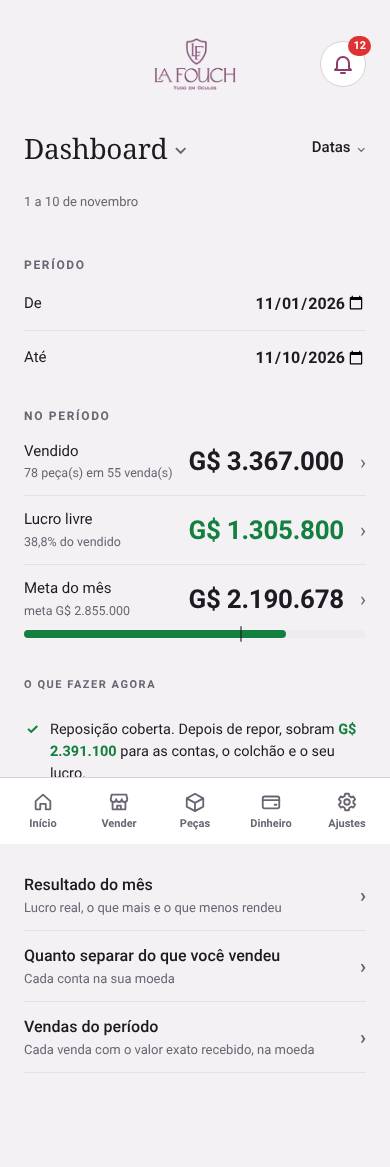 LA FOUCH
Tudo em Óculos
12
Dashboard
Datas
1 a 10 de novembro
PERÍODO
De
11/01/2026
Até
11/10/2026
NO PERÍODO
Vendido
78 peça(s) em 55 venda(s)
G$ 3.367.000
Lucro livre
38,8% do vendido
G$ 1.305.800
Meta do mês
meta G$ 2.855.000
G$ 2.190.678
O QUE FAZER AGORA
Reposição coberta. Depois de repor, sobram G$
2.391.100 para as contas, o colchão e o seu
lucro.
Início
Vender
Peças
Dinheiro
Ajustes
Resultado do mês
Lucro real, o que mais e o que menos rendeu
Quanto separar do que você vendeu
Cada conta na sua moeda
Vendas do período
Cada venda com o valor exato recebido, na moeda